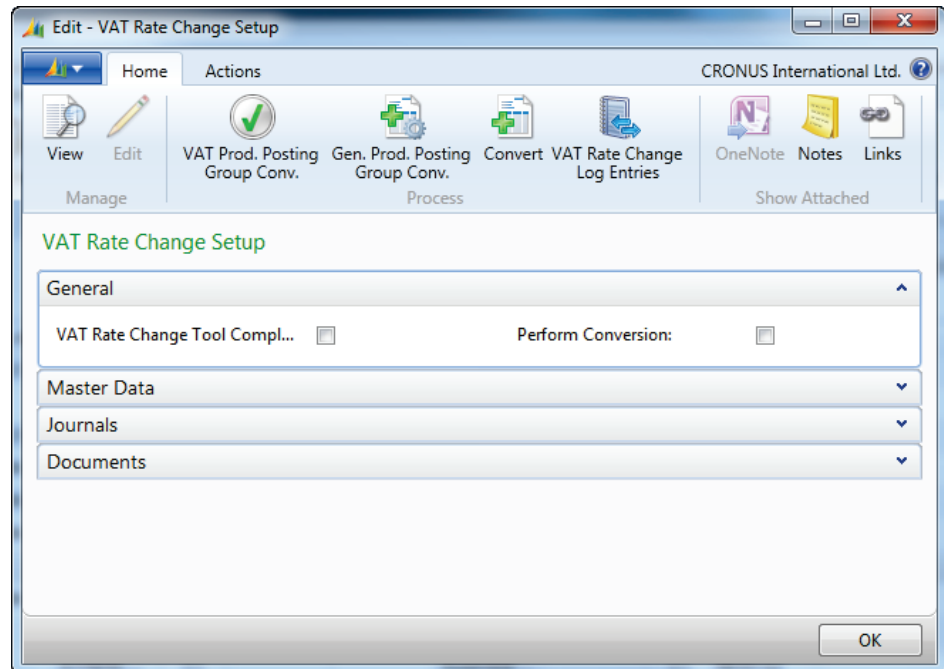 Edit - VAT Rate Change Setup
Home Actions CRONUS International Ltd.
View Edit VAT Prod. Posting Group Conv. Gen. Prod. Posting Group Conv. Convert VAT Rate Change Log Entries OneNote Notes Links
Manage Process Show Attached
VAT Rate Change Setup
General
VAT Rate Change Tool Compl... Perform Conversion:
Master Data
Journals
Documents
OK